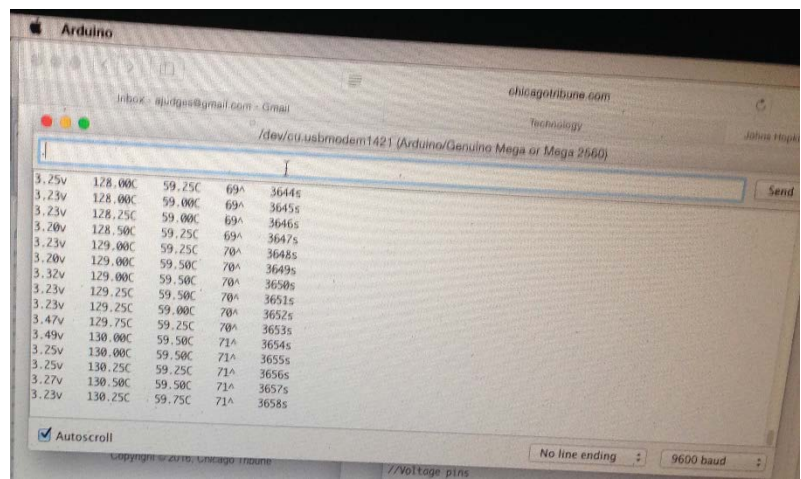 Arduino
chicagotribune.com
Inbox - ajudges@gmail.com - Gmail
Technology
Johns Hopk
/dev/cu.usbmodem1421 (Arduino/Genuino Mega or Mega 2560)
Send
3.25v 128.00C 59.25C 69^ 3644s
3.23v 128.00C 59.00C 69^ 3645s
3.23v 128.25C 59.00C 69^ 3646s
3.20v 128.50C 59.25C 69^ 3647s
3.23v 129.00C 59.25C 70^ 3648s
3.20v 129.00C 59.50C 70^ 3649s
3.32v 129.00C 59.50C 70^ 3650s
3.23v 129.25C 59.50C 70^ 3651s
3.23v 129.25C 59.00C 70^ 3652s
3.47v 129.75C 59.25C 70^ 3653s
3.49v 130.00C 59.50C 71^ 3654s
3.25v 130.00C 59.50C 71^ 3655s
3.25v 130.25C 59.25C 71^ 3656s
3.27v 130.50C 59.50C 71^ 3657s
3.23v 130.25C 59.75C 71^ 3658s
Autoscroll
No line ending
9600 baud
Copyright © 2016, Chicago Tribune
//Voltage pins